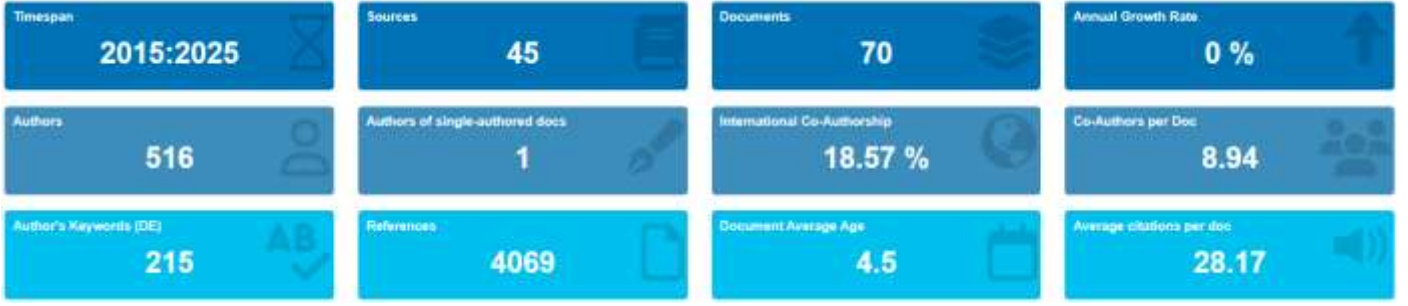 Timespan
2015:2025
Sources
45
Documents
70
Annual Growth Rate
0 %
Authors
516
Authors of single-authored docs
1
International Co-Authorship
18.57 %
Co-Authors per Doc
8.94
Author's Keywords (DE)
215
AB
References
4069
Document Average Age
4.5
Average citations per doc
28.17